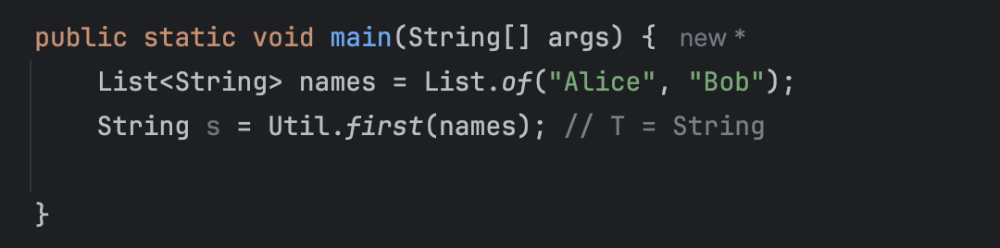 public static void main(String[] args) { new *
List<String> names = List.of("Alice", "Bob");
String s = Util.first(names); // T = String
}